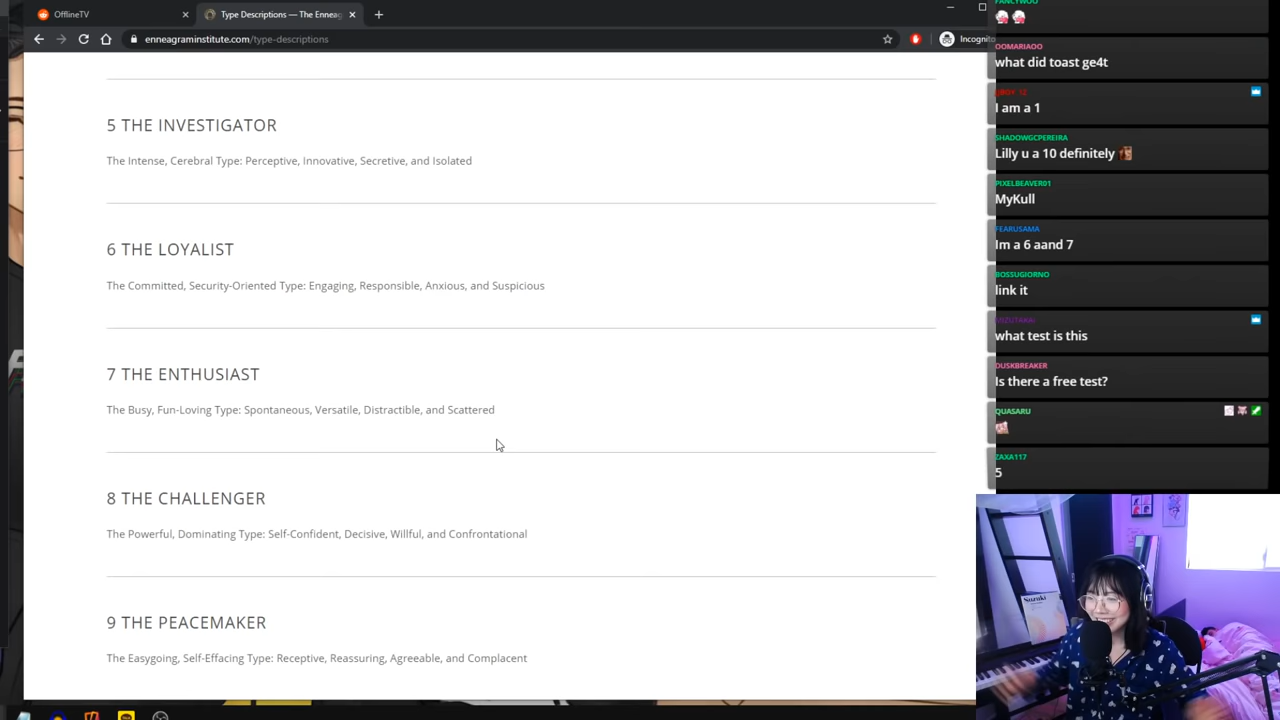 OfflineTV
Type Descriptions — The Enneag
enneagraminstitute.com/type-descriptions
Incognito
5 THE INVESTIGATOR
The Intense, Cerebral Type: Perceptive, Innovative, Secretive, and Isolated
6 THE LOYALIST
The Committed, Security-Oriented Type: Engaging, Responsible, Anxious, and Suspicious
7 THE ENTHUSIAST
The Busy, Fun-Loving Type: Spontaneous, Versatile, Distractible, and Scattered
8 THE CHALLENGER
The Powerful, Dominating Type: Self-Confident, Decisive, Willful, and Confrontational
9 THE PEACEMAKER
The Easygoing, Self-Effacing Type: Receptive, Reassuring, Agreeable, and Complacent
FANCYWOO
OOMARIAOO
what did toast ge4t
I am a 1
SHADOWGCPEREIRA
Lilly u a 10 definitely
PIXELBEAVER01
MyKull
FEARUSAMA
Im a 6 aand 7
BOSSUGIORNO
link it
what test is this
DUSKBREAKER
Is there a free test?
QUASARU
ZAXA117
5
Suzuki